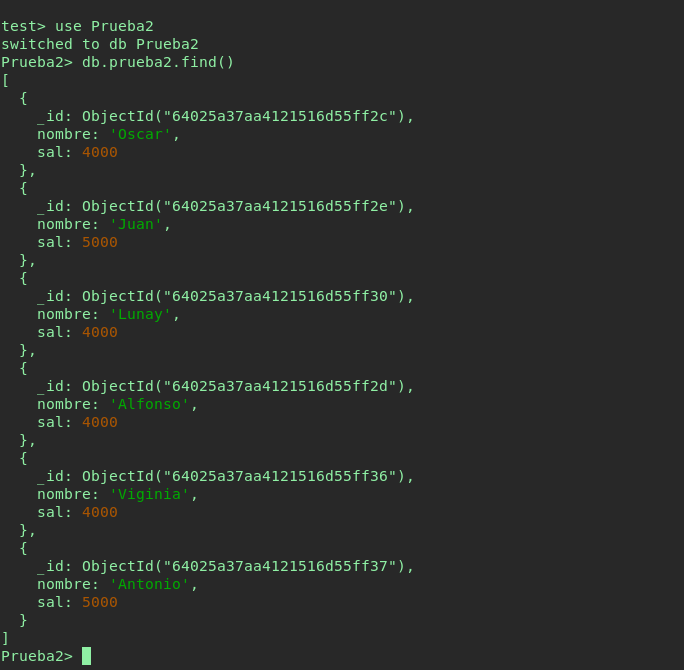 test> use Prueba2
switched to db Prueba2
Prueba2> db.prueba2.find()
[
  {
    _id: ObjectId("64025a37aa4121516d55ff2c"),
    nombre: 'Oscar',
    sal: 4000
  },
  {
    _id: ObjectId("64025a37aa4121516d55ff2e"),
    nombre: 'Juan',
    sal: 5000
  },
  {
    _id: ObjectId("64025a37aa4121516d55ff30"),
    nombre: 'Lunay',
    sal: 4000
  },
  {
    _id: ObjectId("64025a37aa4121516d55ff2d"),
    nombre: 'Alfonso',
    sal: 4000
  },
  {
    _id: ObjectId("64025a37aa4121516d55ff36"),
    nombre: 'Viginia',
    sal: 4000
  },
  {
    _id: ObjectId("64025a37aa4121516d55ff37"),
    nombre: 'Antonio',
    sal: 5000
  }
]
Prueba2>